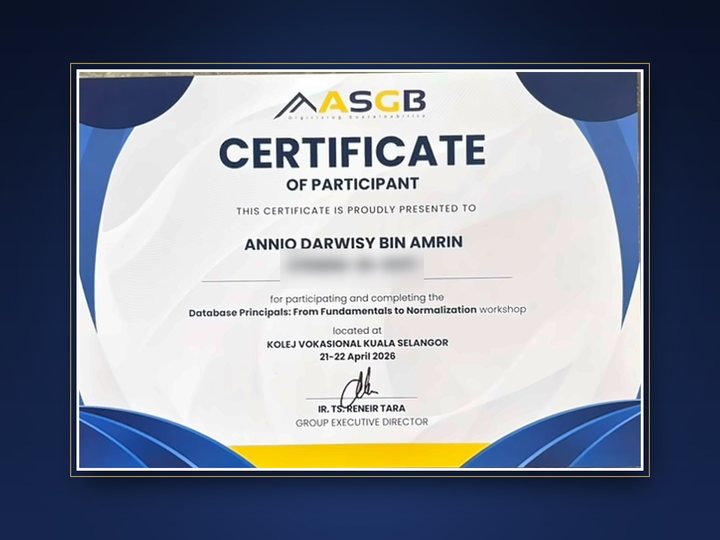 ASGB
Digitizing Sustainability
CERTIFICATE
OF PARTICIPANT
THIS CERTIFICATE IS PROUDLY PRESENTED TO
ANNIO DARWISY BIN AMRIN
for participating and completing the
Database Principals: From Fundamentals to Normalization workshop
located at
KOLEJ VOKASIONAL KUALA SELANGOR
21-22 April 2026
IR. TS. RENEIR TARA
GROUP EXECUTIVE DIRECTOR